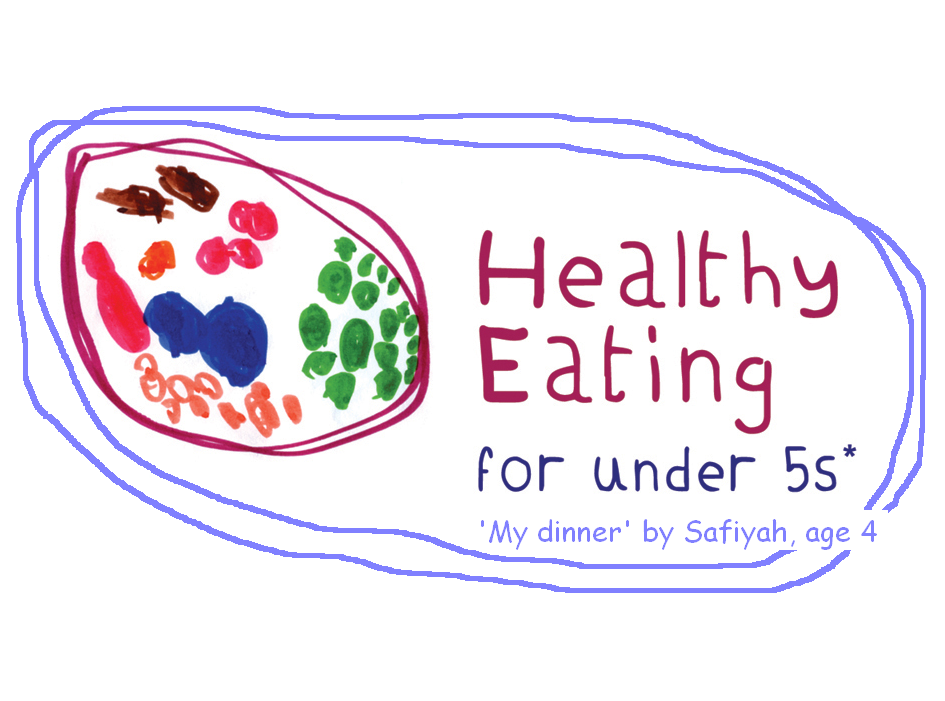 Healthy
Eating
for under 5s*
'My dinner' by Safiyah, age 4